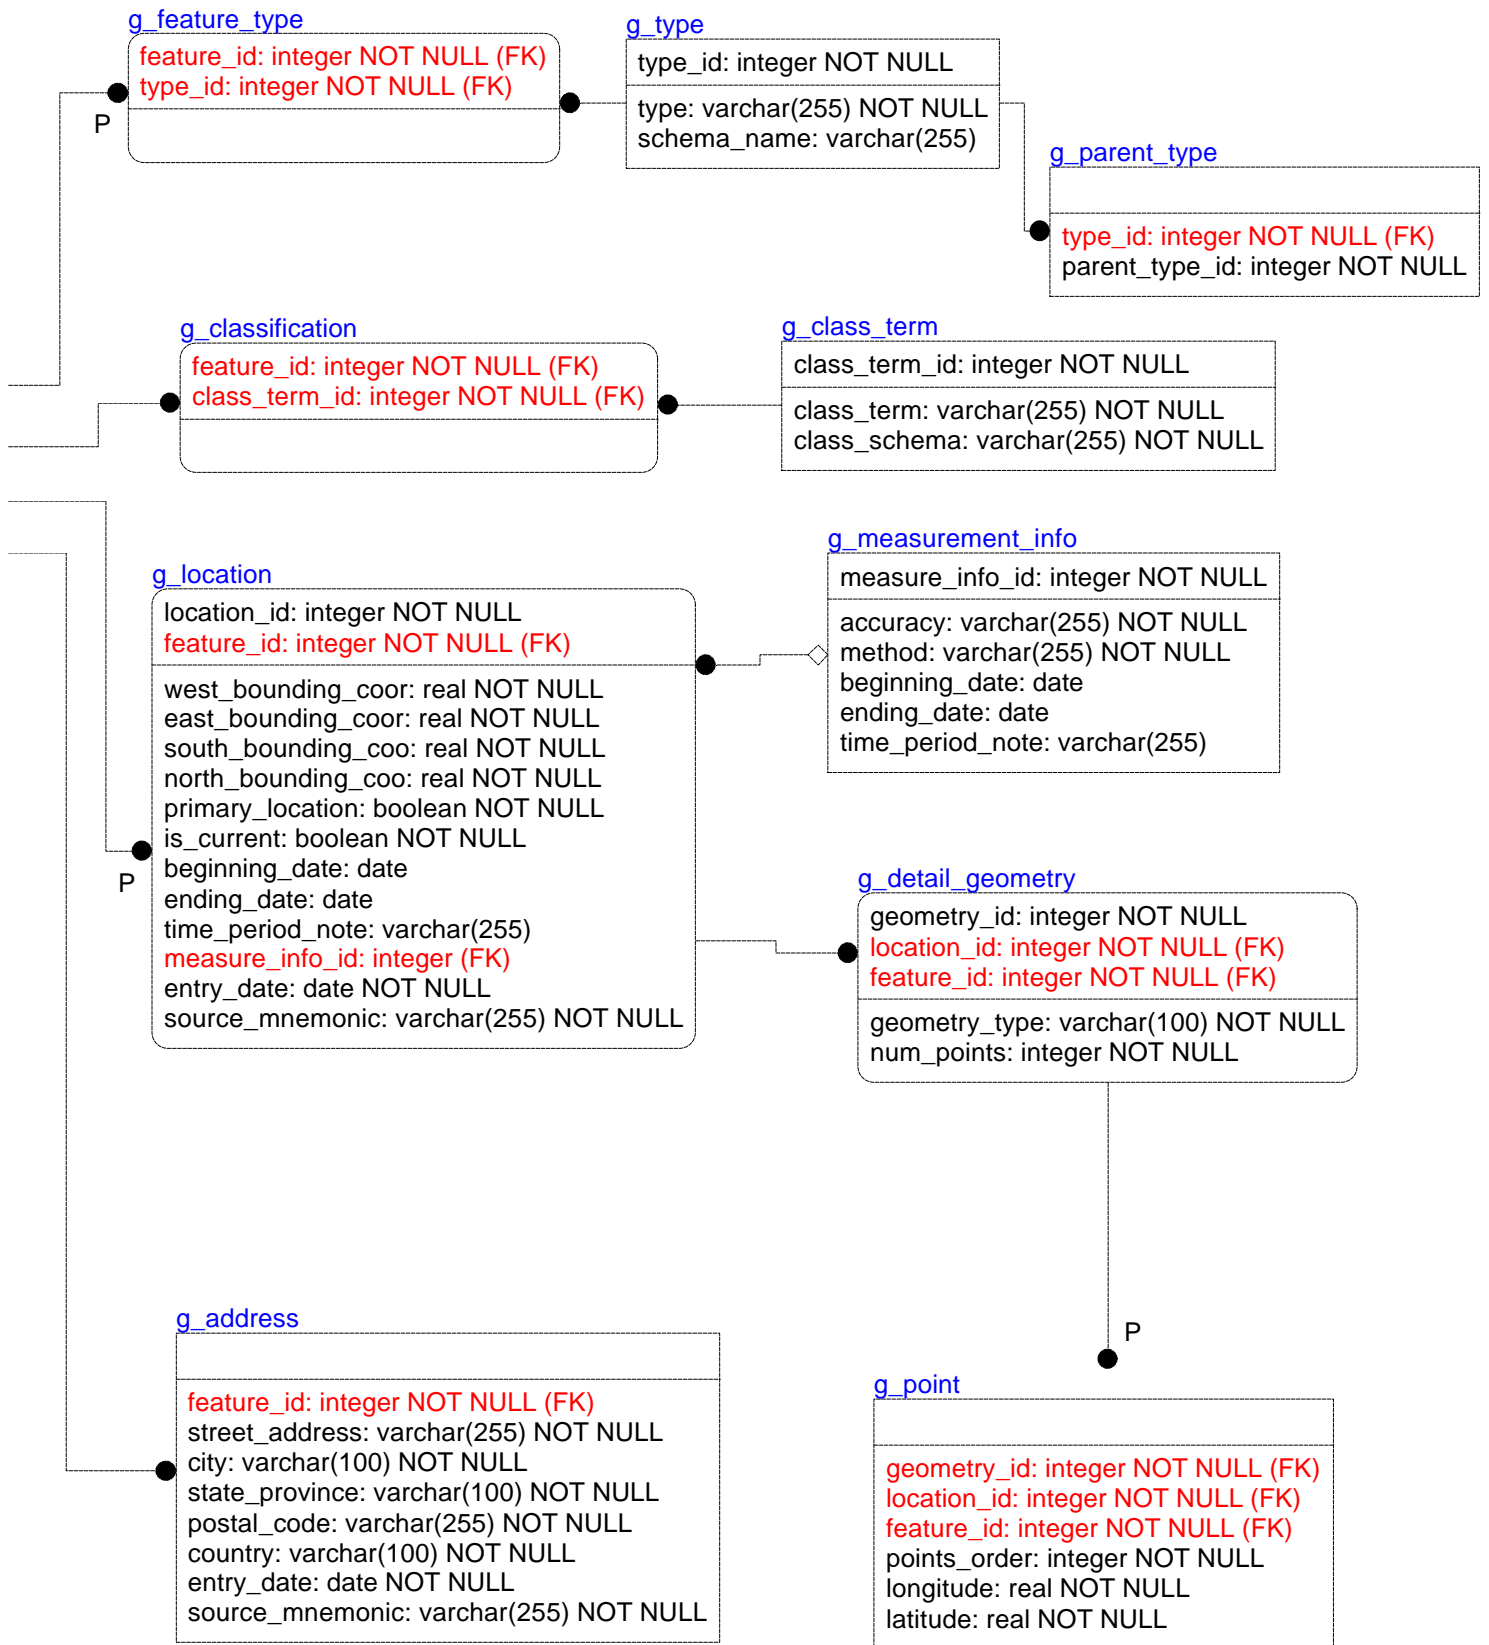 g_feature_type
feature_id: integer NOT NULL (FK)
type_id: integer NOT NULL (FK)
P
g_type
type_id: integer NOT NULL
type: varchar(255) NOT NULL
schema_name: varchar(255)
g_parent_type
type_id: integer NOT NULL (FK)
parent_type_id: integer NOT NULL
g_classification
feature_id: integer NOT NULL (FK)
class_term_id: integer NOT NULL (FK)
g_class_term
class_term_id: integer NOT NULL
class_term: varchar(255) NOT NULL
class_schema: varchar(255) NOT NULL
g_measurement_info
measure_info_id: integer NOT NULL
accuracy: varchar(255) NOT NULL
method: varchar(255) NOT NULL
beginning_date: date
ending_date: date
time_period_note: varchar(255)
g_location
location_id: integer NOT NULL
feature_id: integer NOT NULL (FK)
west_bounding_coor: real NOT NULL
east_bounding_coor: real NOT NULL
south_bounding_coo: real NOT NULL
north_bounding_coo: real NOT NULL
primary_location: boolean NOT NULL
is_current: boolean NOT NULL
beginning_date: date
ending_date: date
time_period_note: varchar(255)
measure_info_id: integer (FK)
entry_date: date NOT NULL
source_mnemonic: varchar(255) NOT NULL
P
g_detail_geometry
geometry_id: integer NOT NULL
location_id: integer NOT NULL (FK)
feature_id: integer NOT NULL (FK)
geometry_type: varchar(100) NOT NULL
num_points: integer NOT NULL
g_address
feature_id: integer NOT NULL (FK)
street_address: varchar(255) NOT NULL
city: varchar(100) NOT NULL
state_province: varchar(100) NOT NULL
postal_code: varchar(255) NOT NULL
country: varchar(100) NOT NULL
entry_date: date NOT NULL
source_mnemonic: varchar(255) NOT NULL
P
g_point
geometry_id: integer NOT NULL (FK)
location_id: integer NOT NULL (FK)
feature_id: integer NOT NULL (FK)
points_order: integer NOT NULL
longitude: real NOT NULL
latitude: real NOT NULL